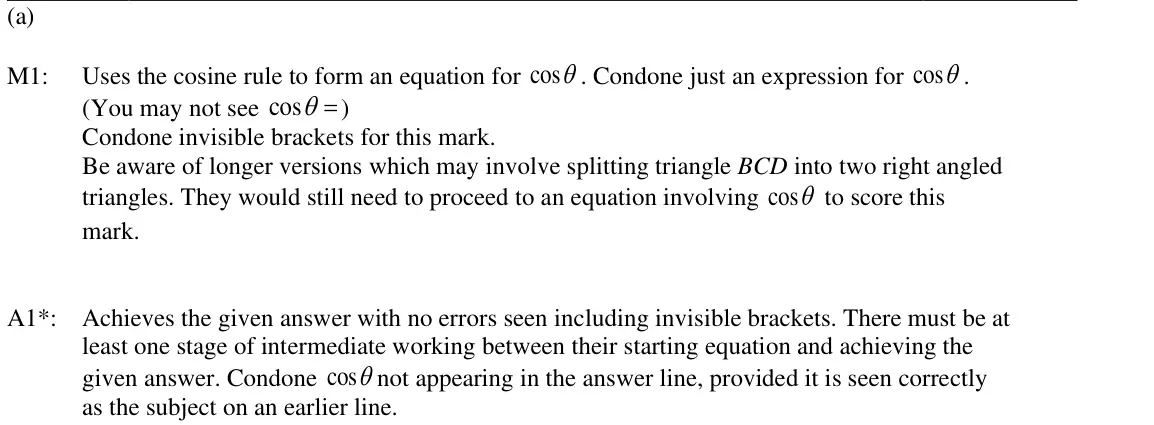 (a)
M1: Uses the cosine rule to form an equation for cosθ. Condone just an expression for cosθ.
(You may not see cosθ =)
Condone invisible brackets for this mark.
Be aware of longer versions which may involve splitting triangle BCD into two right angled
triangles. They would still need to proceed to an equation involving cosθ to score this
mark.
A1*: Achieves the given answer with no errors seen including invisible brackets. There must be at
least one stage of intermediate working between their starting equation and achieving the
given answer. Condone cosθ not appearing in the answer line, provided it is seen correctly
as the subject on an earlier line.